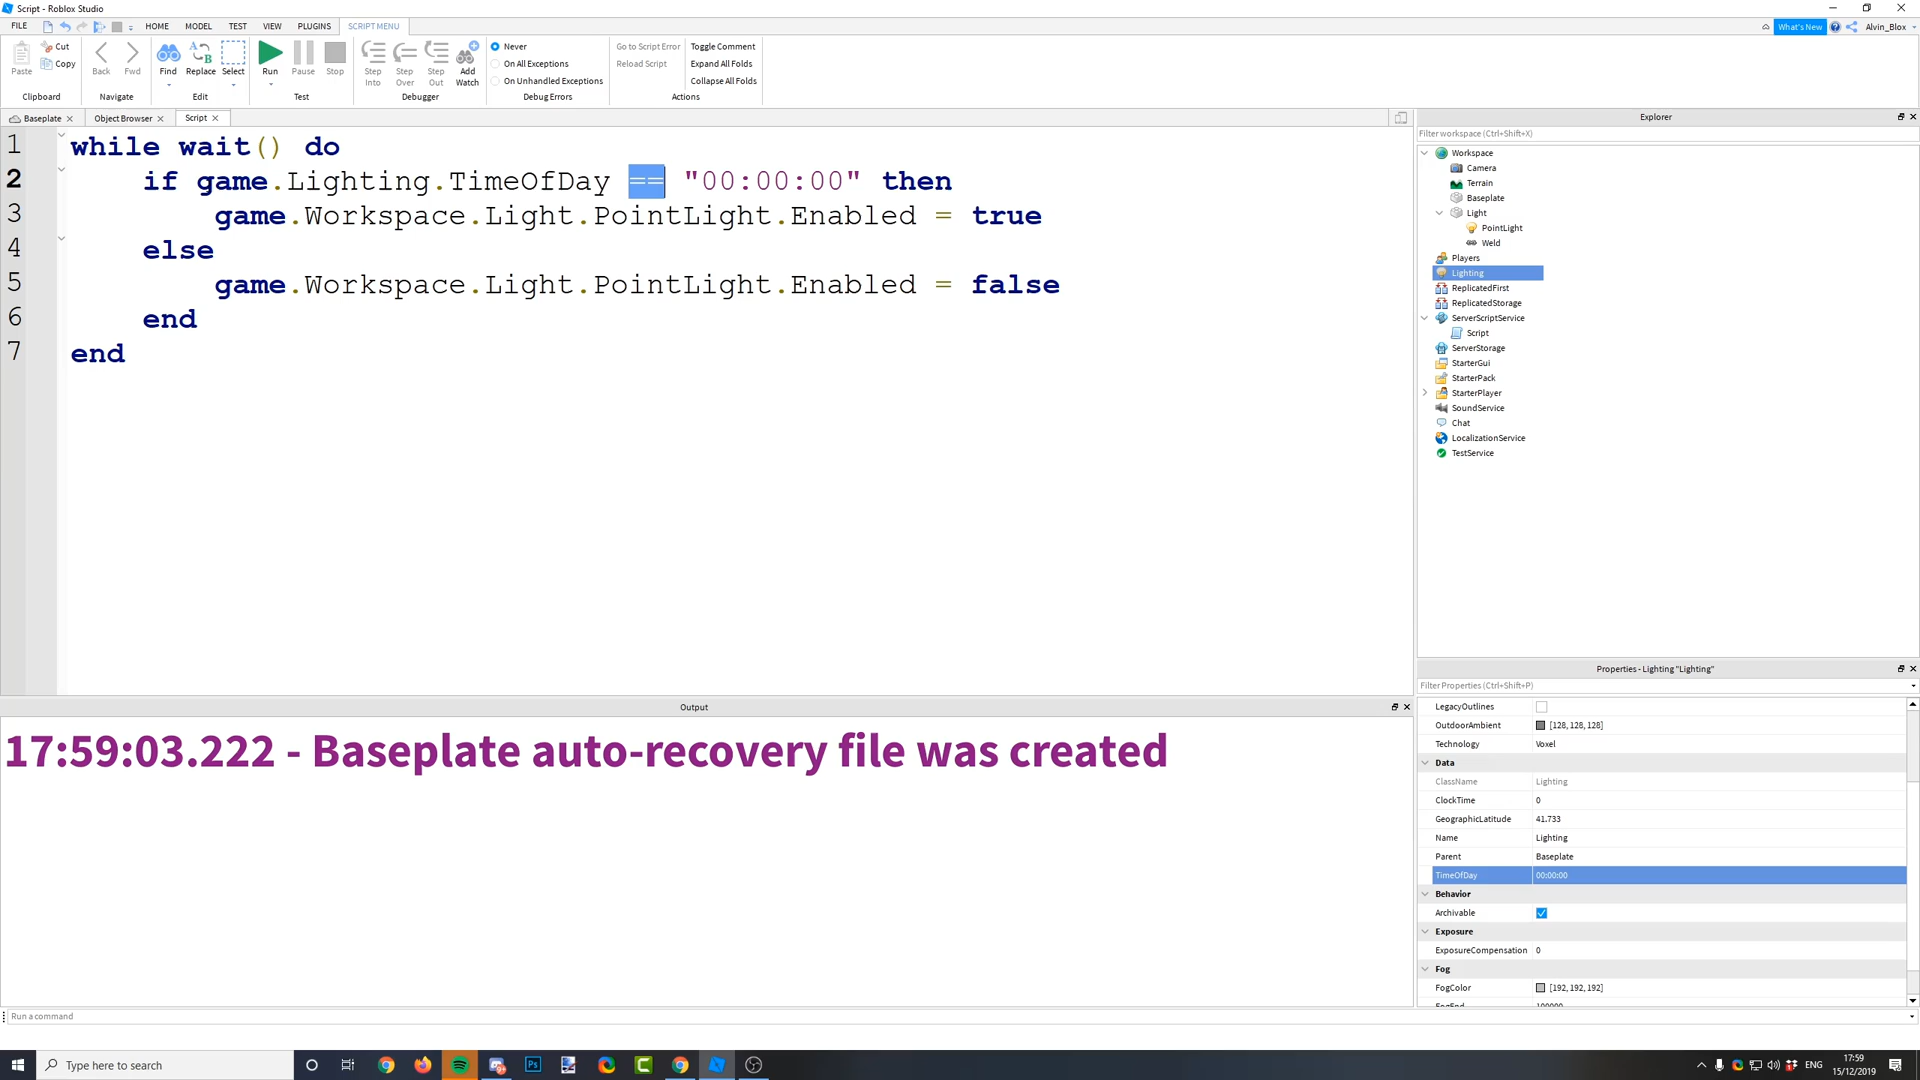 Script - Roblox Studio
FILE HOME MODEL TEST VIEW PLUGINS SCRIPT MENU What's New Alvin_Blox
Paste Cut Copy Back Fwd Find Replace Select Run Pause Stop Step Into Step Over Step Out Add Watch
Never
On All Exceptions
On Unhandled Exceptions
Go to Script Error
Reload Script
Toggle Comment
Expand All Folds
Collapse All Folds
Clipboard Navigate Edit Test Debugger Debug Errors Actions
Baseplate Object Browser Script
1 while wait() do
2 if game.Lighting.TimeOfDay == "00:00:00" then
3 game.Workspace.Light.PointLight.Enabled = true
4 else
5 game.Workspace.Light.PointLight.Enabled = false
6 end
7 end
Explorer
Filter workspace (Ctrl+Shift+X)
Workspace
Camera
Terrain
Baseplate
Light
PointLight
Weld
Players
Lighting
ReplicatedFirst
ReplicatedStorage
ServerScriptService
Script
ServerStorage
StarterGui
StarterPack
StarterPlayer
SoundService
Chat
LocalizationService
TestService
Properties - Lighting "Lighting"
Filter Properties (Ctrl+Shift+P)
LegacyOutlines
OutdoorAmbient [128, 128, 128]
Technology Voxel
Data
ClassName Lighting
ClockTime 0
GeographicLatitude 41.733
Name Lighting
Parent Baseplate
TimeOfDay 00:00:00
Behavior
Archivable
Exposure
ExposureCompensation 0
Fog
FogColor [192, 192, 192]
FogEnd 100000
Output
17:59:03.222 - Baseplate auto-recovery file was created
Run a command
Type here to search
ENG
17:59
15/12/2019